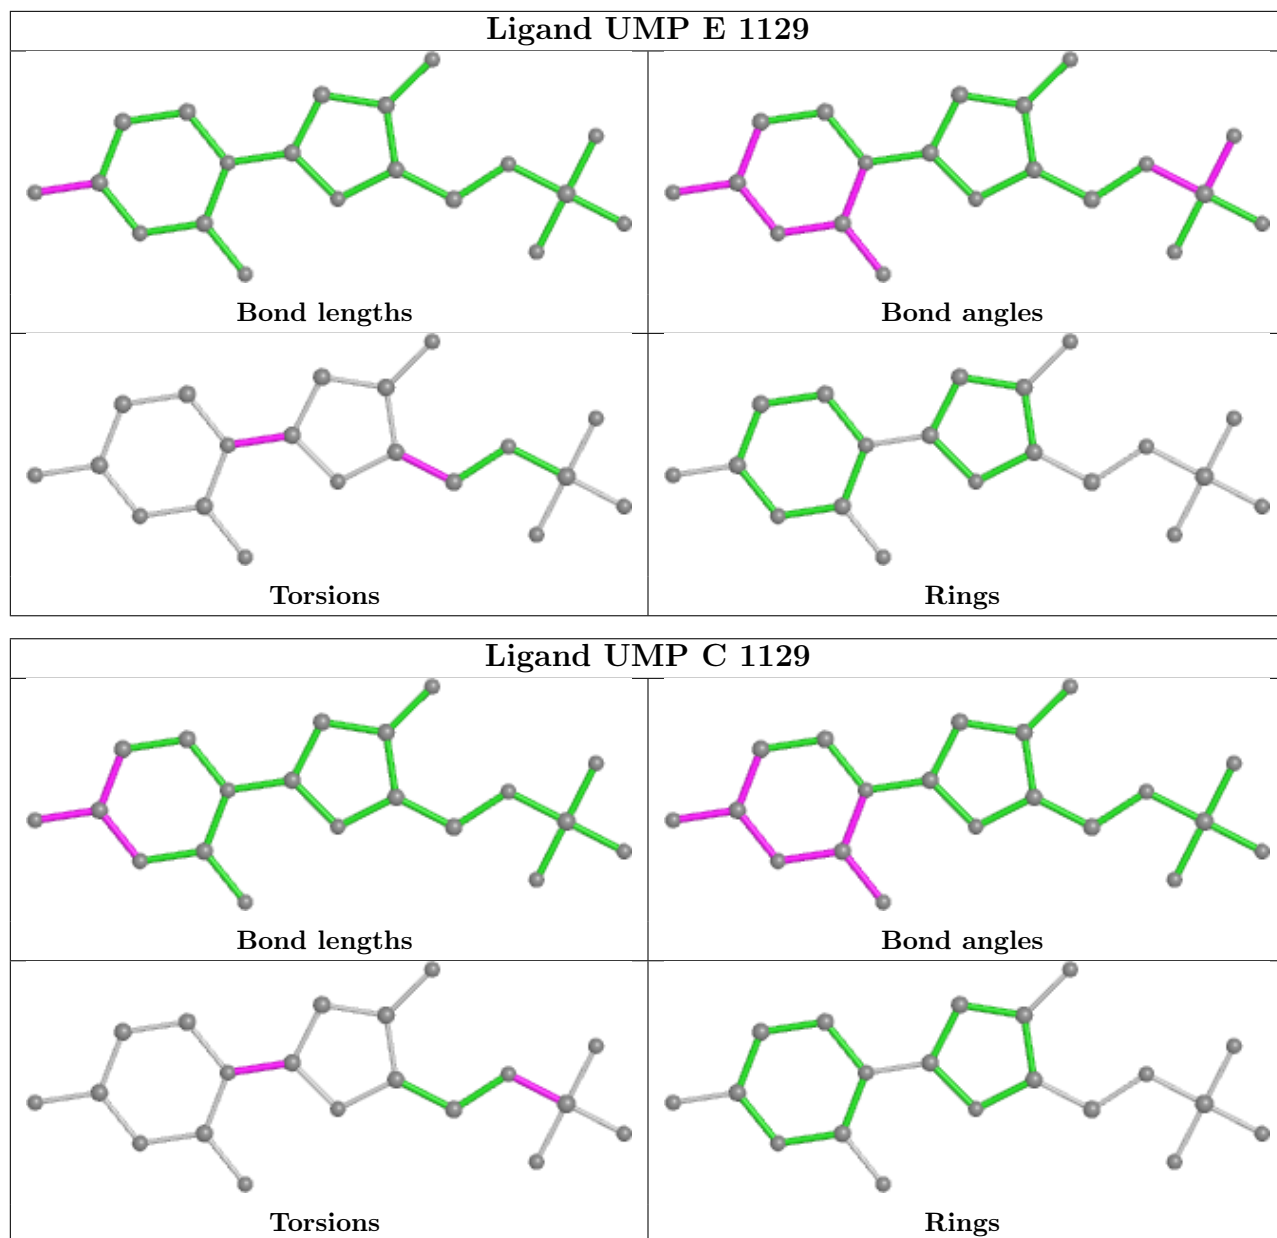 Ligand UMP E 1129
Bond lengths
Bond angles
Torsions
Rings
Ligand UMP C 1129
Bond lengths
Bond angles
Torsions
Rings